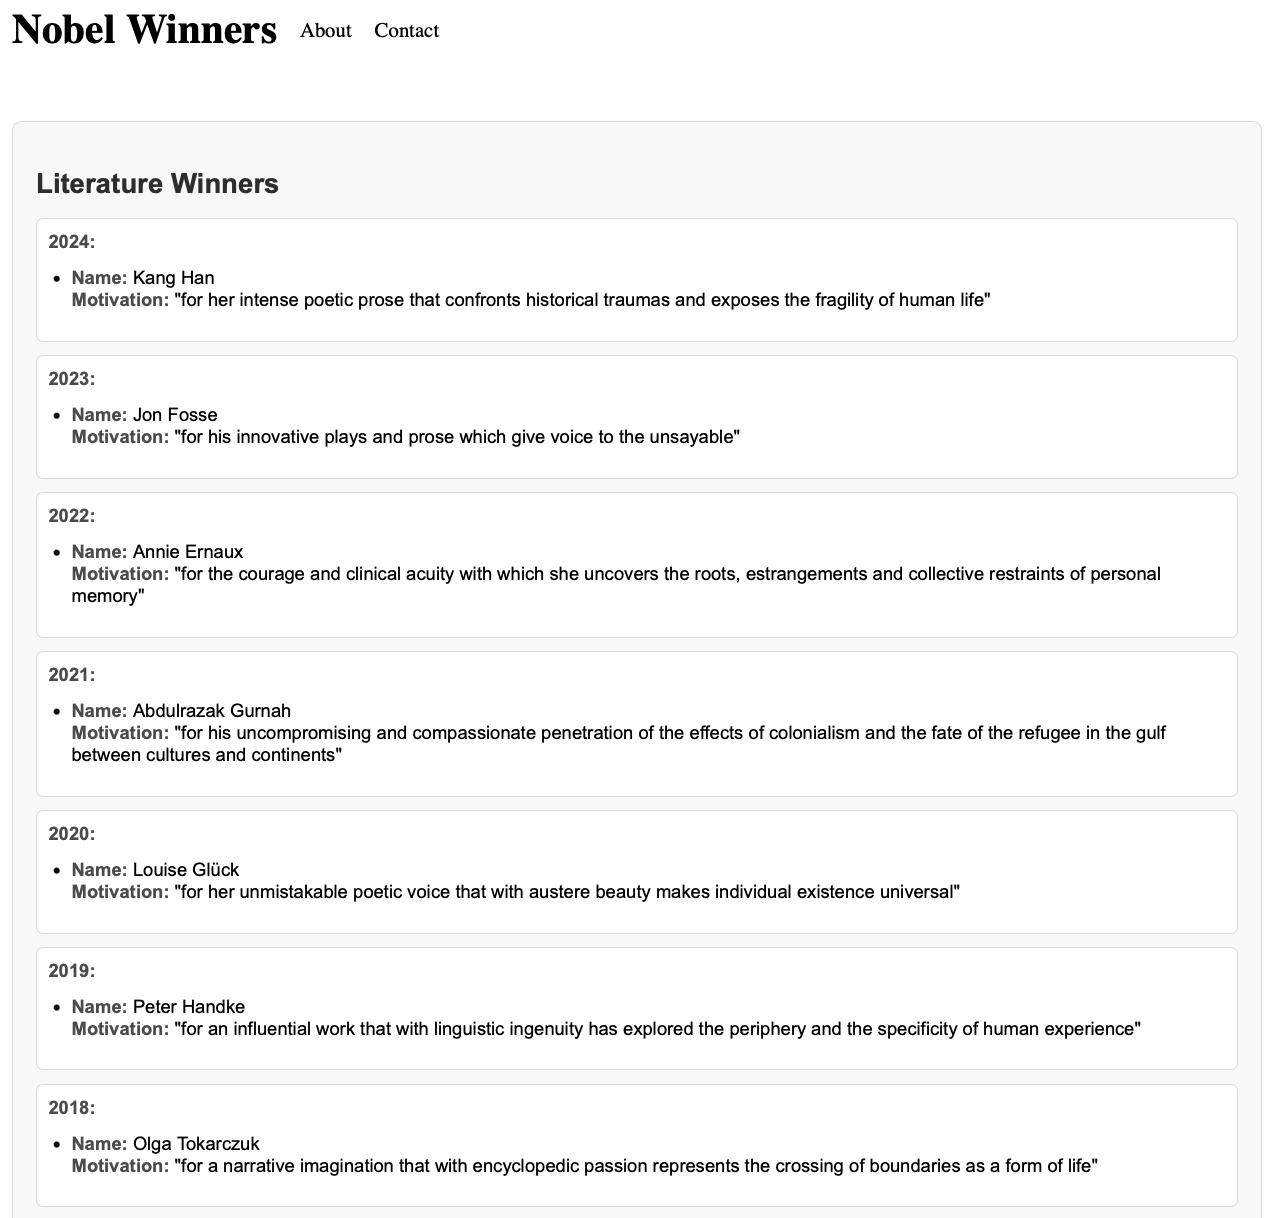 Nobel Winners About Contact
Literature Winners
2024:
• Name: Kang Han
Motivation: "for her intense poetic prose that confronts historical traumas and exposes the fragility of human life"
2023:
• Name: Jon Fosse
Motivation: "for his innovative plays and prose which give voice to the unsayable"
2022:
• Name: Annie Ernaux
Motivation: "for the courage and clinical acuity with which she uncovers the roots, estrangements and collective restraints of personal
memory"
2021:
• Name: Abdulrazak Gurnah
Motivation: "for his uncompromising and compassionate penetration of the effects of colonialism and the fate of the refugee in the gulf
between cultures and continents"
2020:
• Name: Louise Glück
Motivation: "for her unmistakable poetic voice that with austere beauty makes individual existence universal"
2019:
• Name: Peter Handke
Motivation: "for an influential work that with linguistic ingenuity has explored the periphery and the specificity of human experience"
2018:
• Name: Olga Tokarczuk
Motivation: "for a narrative imagination that with encyclopedic passion represents the crossing of boundaries as a form of life"